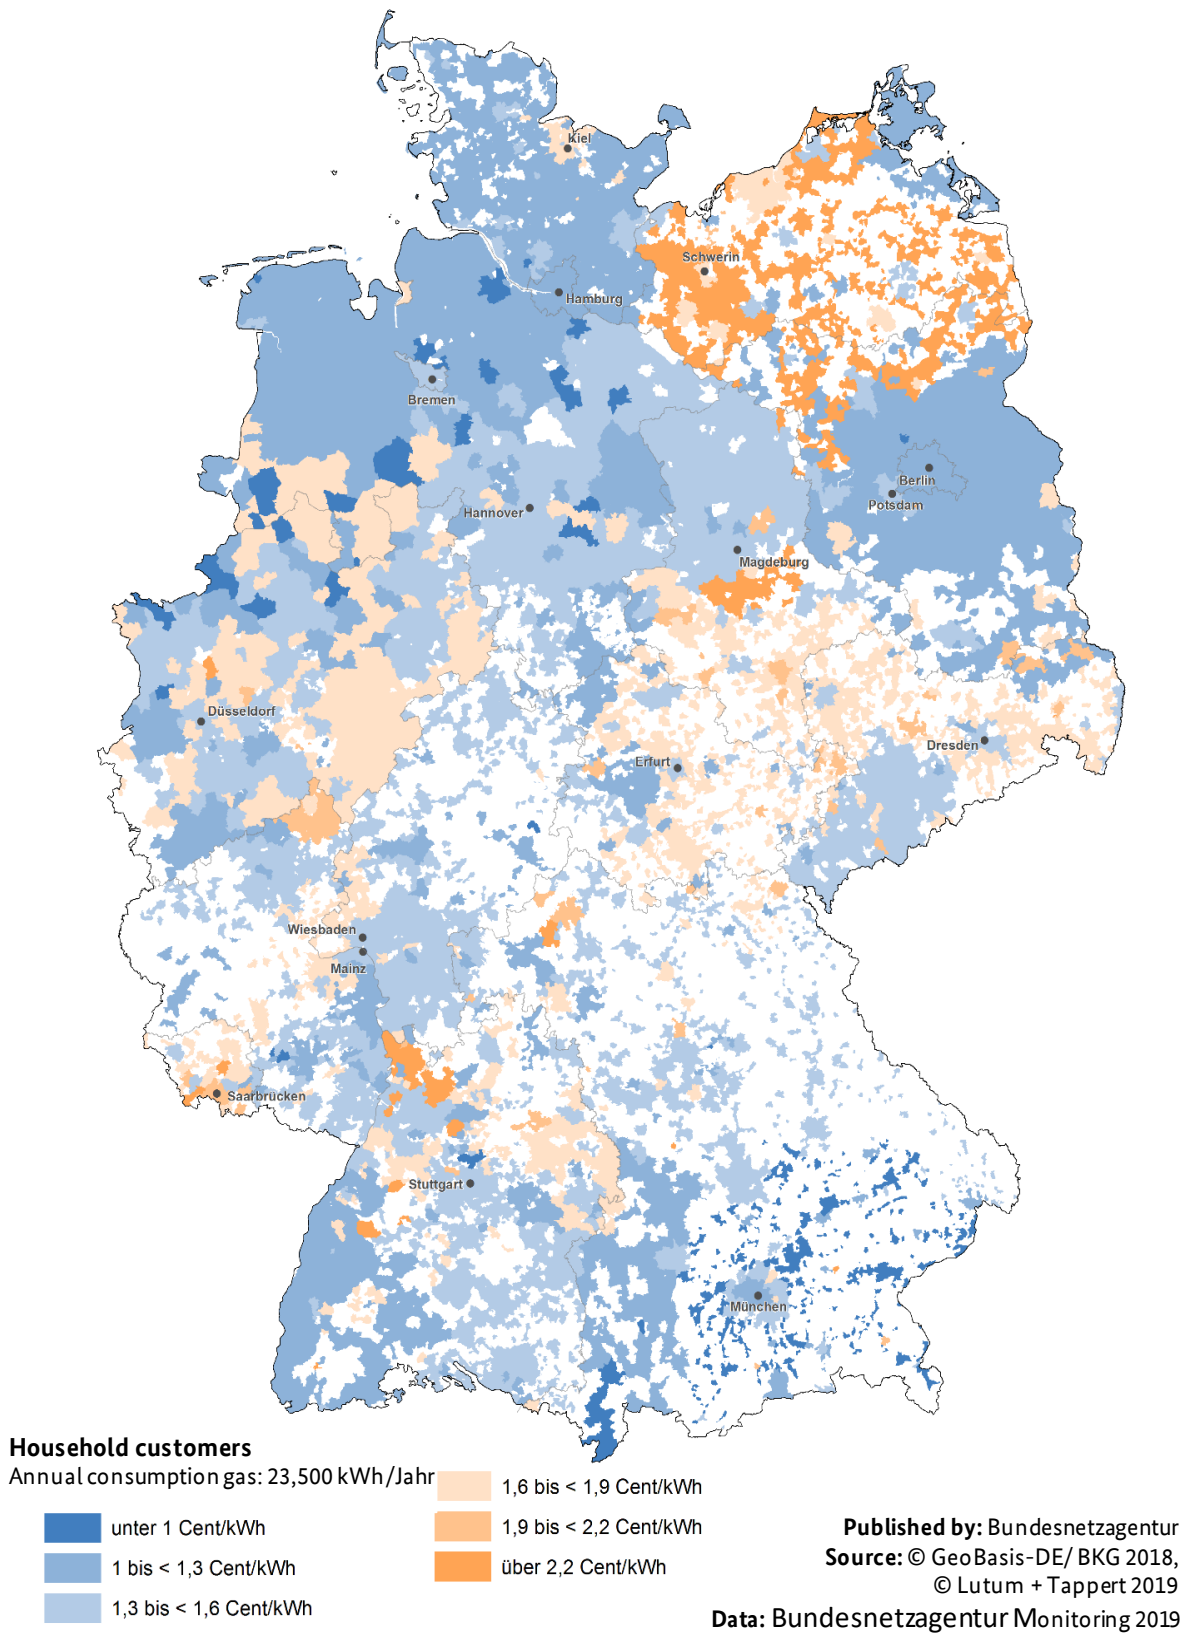 Kiel
Schwerin
Hamburg
Bremen
Berlin
Potsdam
Hannover
Magdeburg
Düsseldorf
Dresden
Erfurt
Wiesbaden
Mainz
Saarbrücken
Stuttgart
München
Household customers
Annual consumption gas: 23,500 kWh/Jahr
unter 1 Cent/kWh
1 bis < 1,3 Cent/kWh
1,3 bis < 1,6 Cent/kWh
1,6 bis < 1,9 Cent/kWh
1,9 bis < 2,2 Cent/kWh
über 2,2 Cent/kWh
Published by: Bundesnetzagentur
Source: © GeoBasis-DE/ BKG 2018,
© Lutum + Tappert 2019
Data: Bundesnetzagentur Monitoring 2019